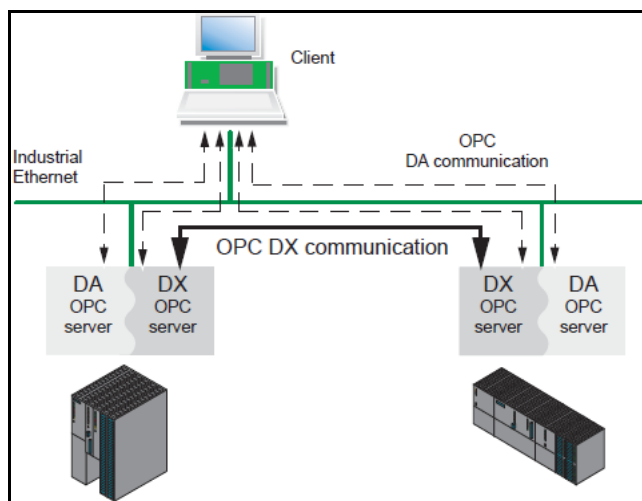 Client
OPC
DA communication
Industrial
Ethernet
OPC DX communication
DA
OPC
server
DX
OPC
server
DX
OPC
server
DA
OPC
server